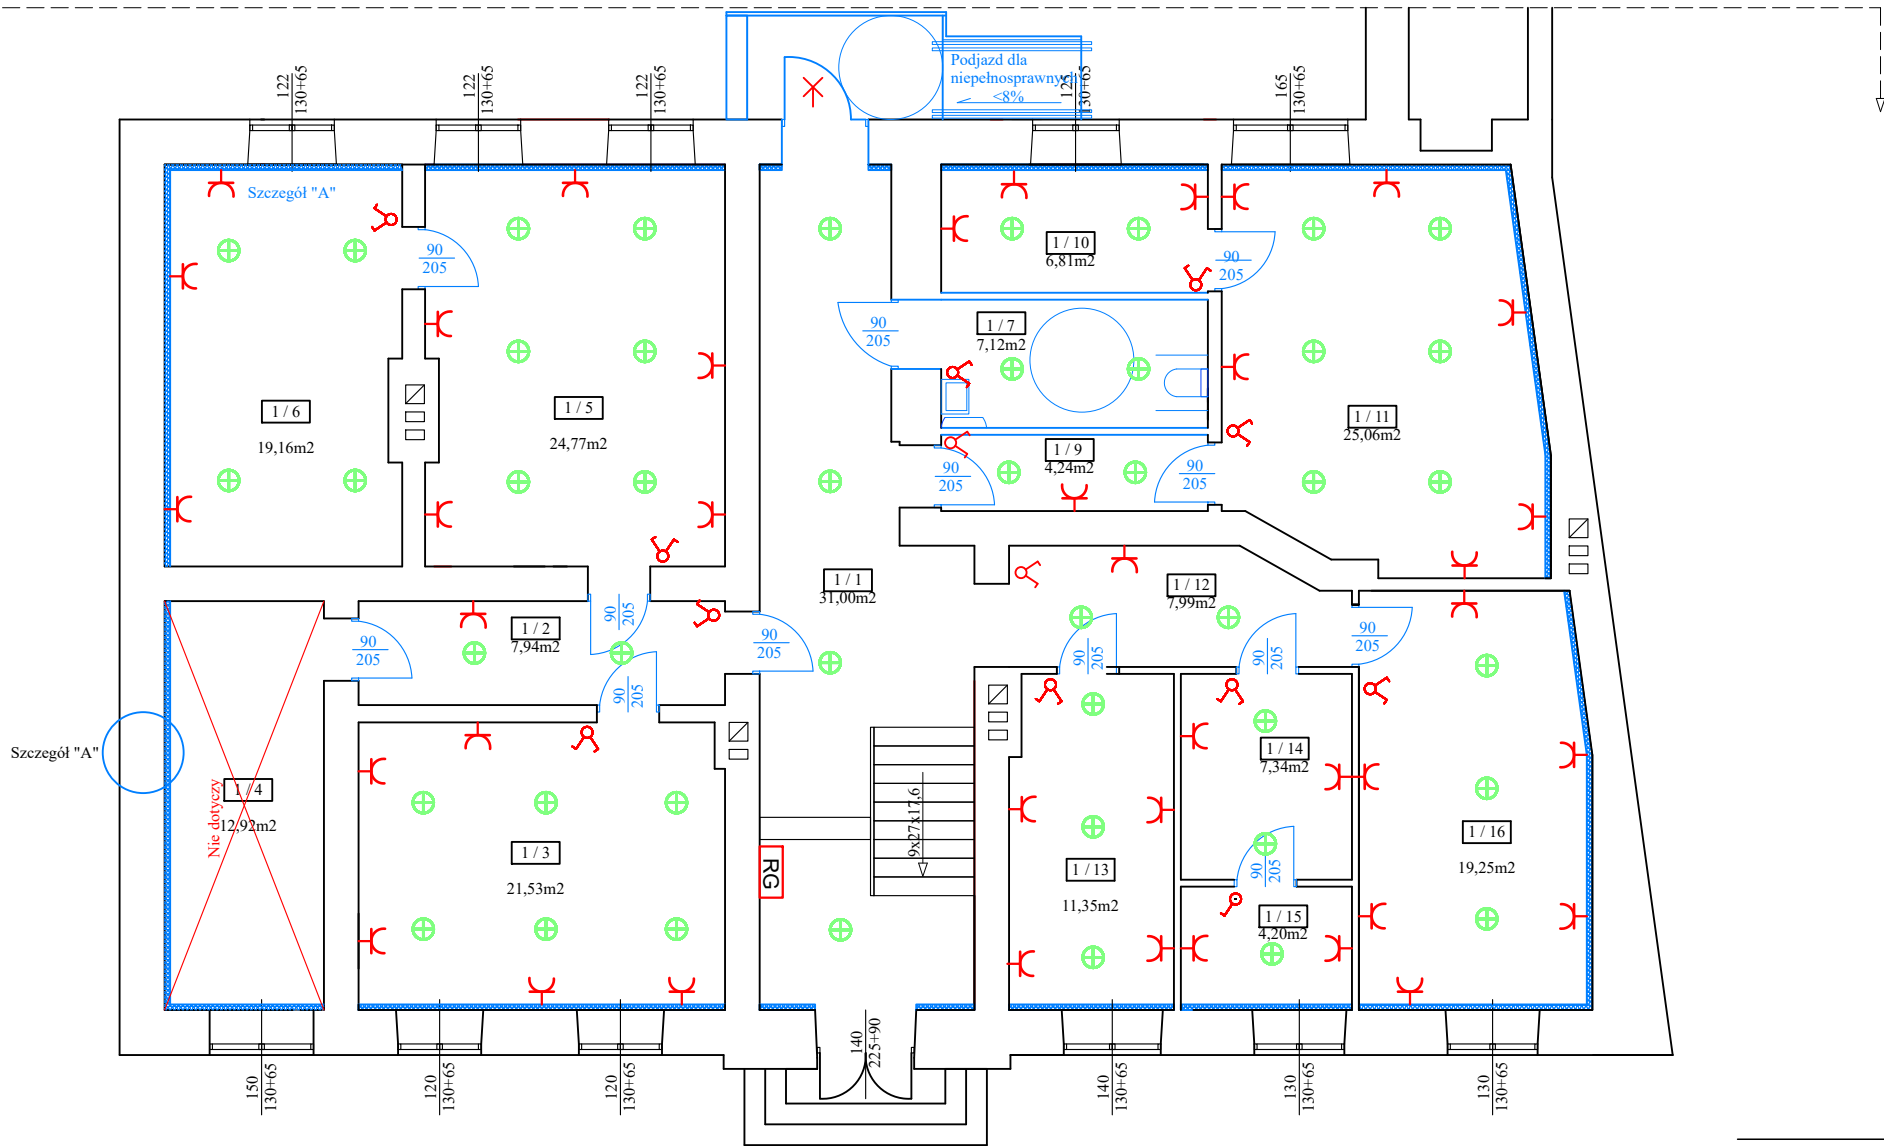 122
130+65
122
130+65
122
130+65
Podjazd dla
niepełnosprawnych
<8%
125
130+65
165
130+65
Szczegół "A"
90
205
1 / 10
6,81m2
90
205
1 / 7
7,12m2
90
205
1 / 6
19,16m2
1 / 5
24,77m2
1 / 11
25,06m2
1 / 9
4,24m2
90
205
90
205
1 / 1
31,00m2
1 / 12
7,99m2
1 / 2
7,94m2
90
205
90
205
90
205
90
205
90
205
90
205
90
205
Szczegół "A"
1 / 4
12,92m2
Nie dotyczy
1 / 3
21,53m2
RG
9x27x17,6
1 / 14
7,34m2
1 / 13
11,35m2
90
205
1 / 16
19,25m2
1 / 15
4,20m2
150
130+65
120
130+65
120
130+65
140
225+90
140
130+65
130
130+65
130
130+65